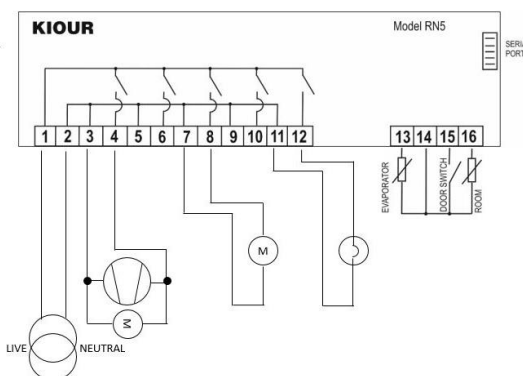 KIOUR
Model RN5
SERIA
PORT
1 2 3 4 5 6 7 8 9 10 11 12
13 14 15 16
EVAPORATOR
DOOR SWITCH
ROOM
M
M
LIVE
NEUTRAL